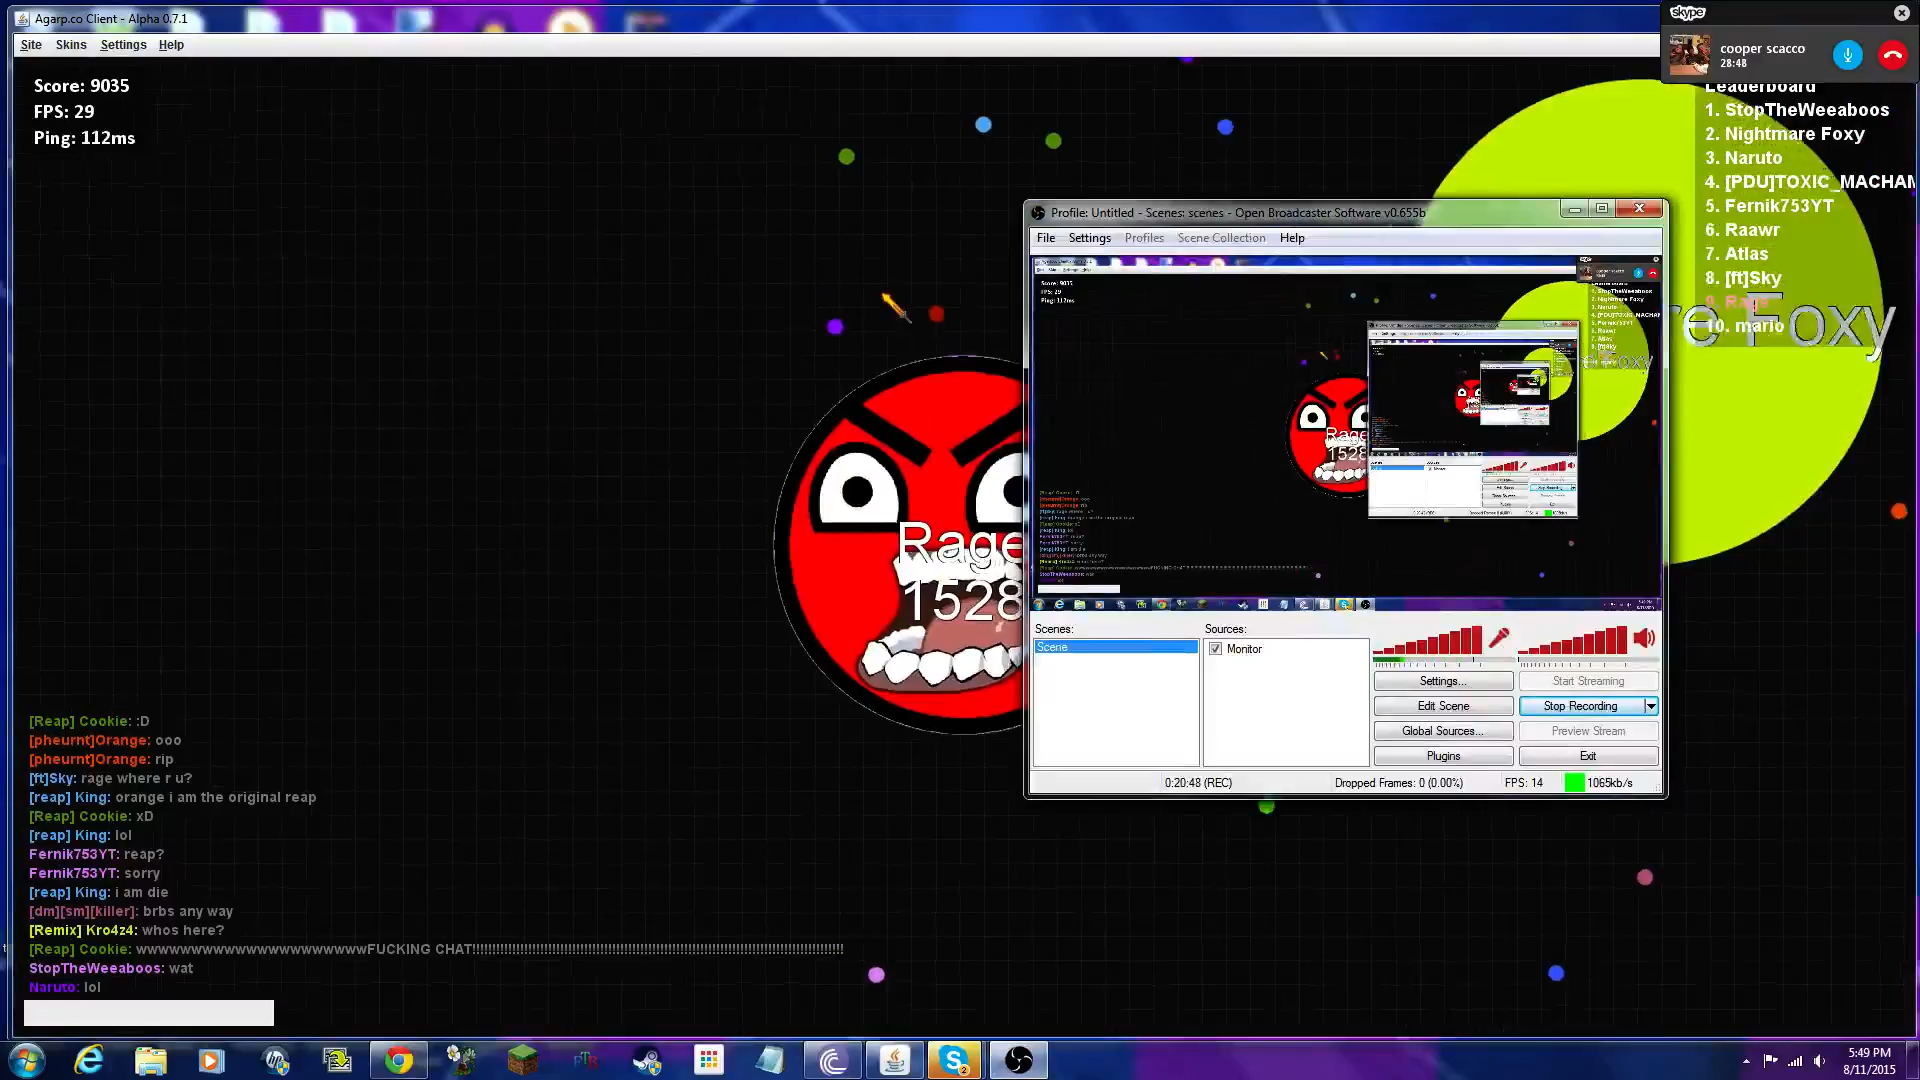 Agarp.co Client - Alpha 0.7.1
Site Skins Settings Help
Score: 9035
FPS: 29
Ping: 112ms
skype
cooper scacco
28:48
Leaderboard
1. StopTheWeeaboos
2. Nightmare Foxy
3. Naruto
4. [PDU]TOXIC_MACHAM
5. Fernik753YT
6. Raawr
7. Atlas
8. [ft]Sky
9. Rage
10. mario
re Foxy
Profile: Untitled - Scenes: scenes - Open Broadcaster Software v0.655b
File Settings Profiles Scene Collection Help
Rage
1528
Scenes:
Scene
Sources:
Monitor
Settings...
Start Streaming
Edit Scene
Stop Recording
Global Sources...
Preview Stream
Plugins
Exit
0:20:48 (REC)
Dropped Frames: 0 (0.00%)
FPS: 14
1065kb/s
[Reap] Cookie: :D
[pheurnt]Orange: ooo
[pheurnt]Orange: rip
[ft]Sky: rage where r u?
[reap] King: orange i am the original reap
[Reap] Cookie: xD
[reap] King: lol
Fernik753YT: reap?
Fernik753YT: sorry
[reap] King: i am die
[dm][sm][killer]: brbs any way
[Remix] Kro4z4: whos here?
[Reap] Cookie: wwwwwwwwwwwwwwwwwwwwwwFUCKING CHAT!!!!!!!!!!!!!!!!!!!!!!!!!!!!!!!!!!!!!!!!!!!!!!!!!!!!!!!!!!!!!!!!!!!!!!!!!!!!!!!!!!!!!!!!!!!!!
StopTheWeeaboos: wat
Naruto: lol
5:49 PM
8/11/2015